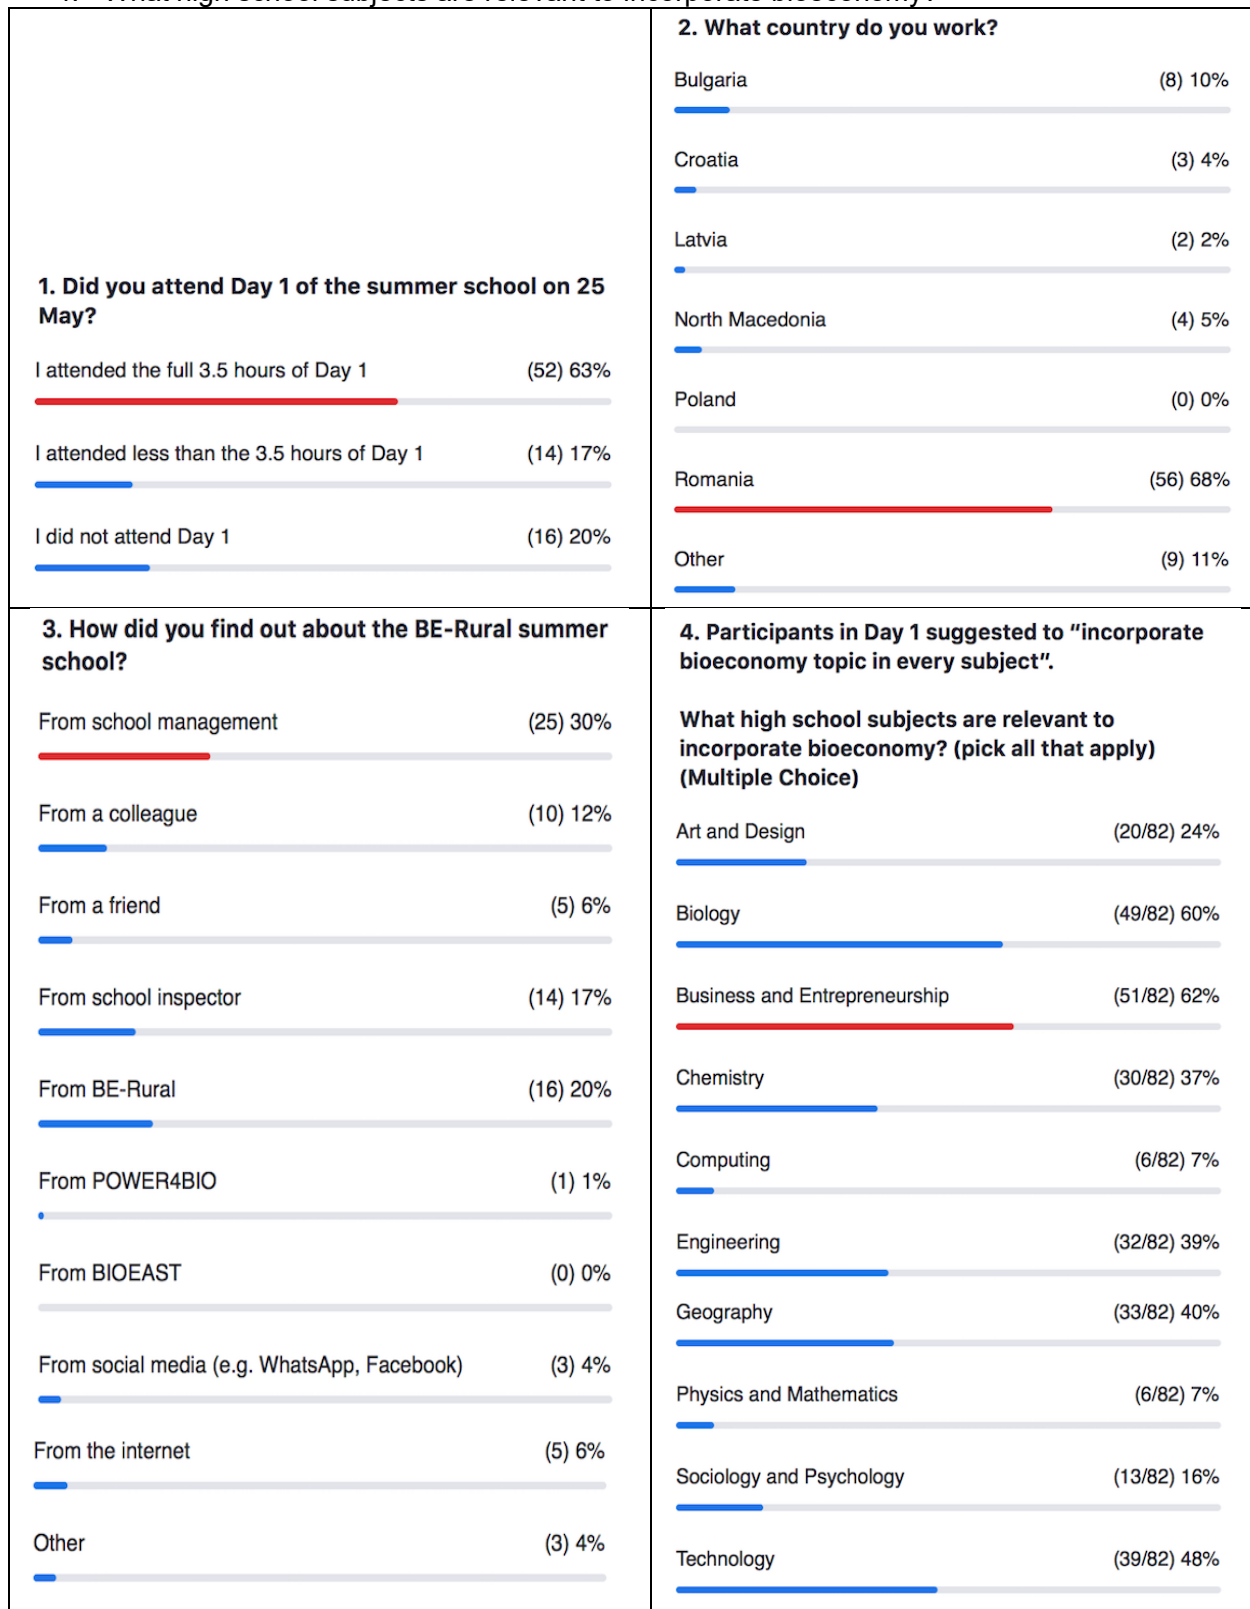 4. What high school subjects are relevant to incorporate bioeconomy?
1. Did you attend Day 1 of the summer school on 25
May?
I attended the full 3.5 hours of Day 1 (52) 63%
I attended less than the 3.5 hours of Day 1 (14) 17%
I did not attend Day 1 (16) 20%
2. What country do you work?
Bulgaria (8) 10%
Croatia (3) 4%
Latvia (2) 2%
North Macedonia (4) 5%
Poland (0) 0%
Romania (56) 68%
Other (9) 11%
3. How did you find out about the BE-Rural summer
school?
From school management (25) 30%
From a colleague (10) 12%
From a friend (5) 6%
From school inspector (14) 17%
From BE-Rural (16) 20%
From POWER4BIO (1) 1%
From BIOEAST (0) 0%
From social media (e.g. WhatsApp, Facebook) (3) 4%
From the internet (5) 6%
Other (3) 4%
4. Participants in Day 1 suggested to “incorporate
bioeconomy topic in every subject”.
What high school subjects are relevant to
incorporate bioeconomy? (pick all that apply)
(Multiple Choice)
Art and Design (20/82) 24%
Biology (49/82) 60%
Business and Entrepreneurship (51/82) 62%
Chemistry (30/82) 37%
Computing (6/82) 7%
Engineering (32/82) 39%
Geography (33/82) 40%
Physics and Mathematics (6/82) 7%
Sociology and Psychology (13/82) 16%
Technology (39/82) 48%